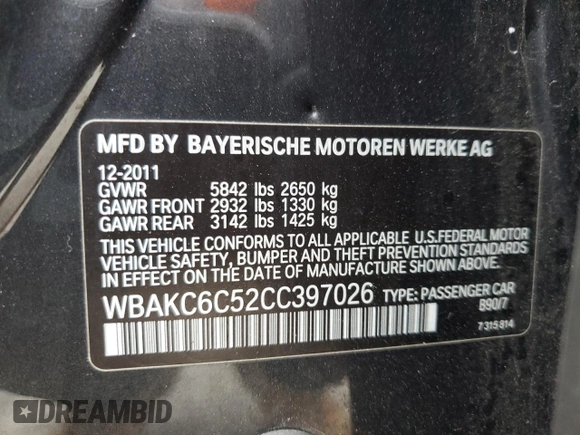 MFD BY BAYERISCHE MOTOREN WERKE AG
12-2011
GVWR 5842 lbs 2650 kg
GAWR FRONT 2932 lbs 1330 kg
GAWR REAR 3142 lbs 1425 kg
THIS VEHICLE CONFORMS TO ALL APPLICABLE U.S.FEDERAL MOTOR
VEHICLE SAFETY, BUMPER AND THEFT PREVENTION STANDARDS
IN EFFECT ON THE DATE OF MANUFACTURE SHOWN ABOVE.
WBAKC6C52CC397026 TYPE: PASSENGER CAR
B90/7
7 315 814
DREAMBID